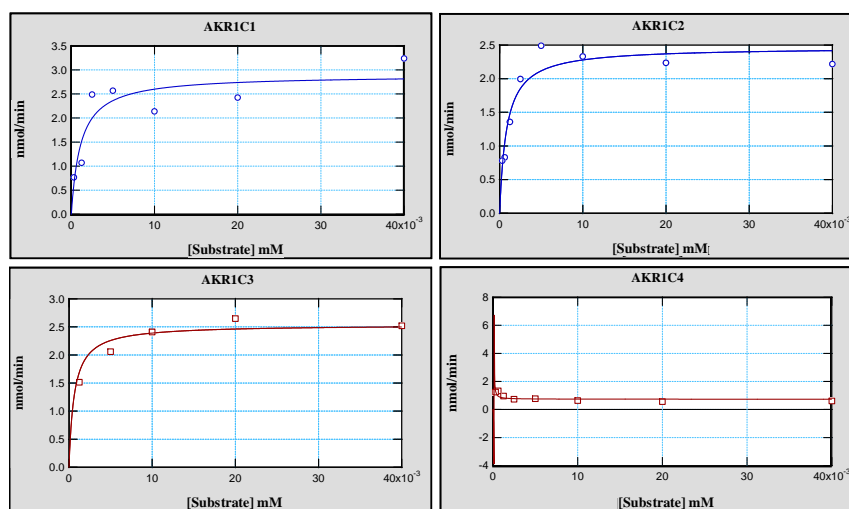 AKR1C1
nmol/min
3.5
3.0
2.5
2.0
1.5
1.0
0.5
0.0
0 10 20 30 40x10-3
[Substrate] mM
AKR1C2
nmol/min
2.5
2.0
1.5
1.0
0.5
0.0
0 10 20 30 40x10-3
[Substrate] mM
AKR1C3
nmol/min
3.0
2.5
2.0
1.5
1.0
0.5
0.0
0 10 20 30 40x10-3
[Substrate] mM
AKR1C4
nmol/min
8
6
4
2
0
-2
-4
0 10 20 30 40x10-3
[Substrate] mM